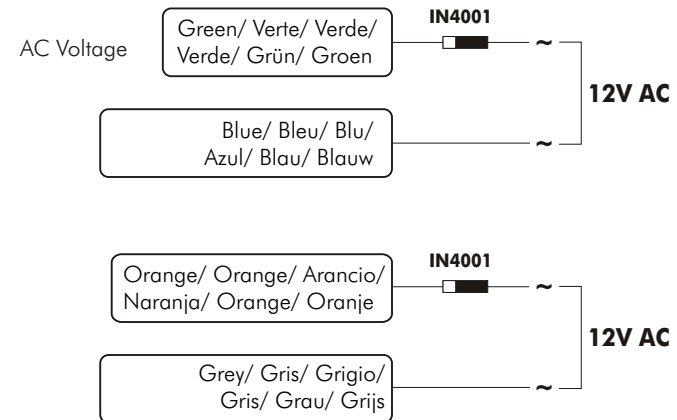 AC Voltage
Green/ Verte/ Verde/
Verde/ Grün/ Groen
IN4001
~
12V AC
Blue/ Bleu/ Blu/
Azul/ Blau/ Blauw
~
Orange/ Orange/ Arancio/
Naranja/ Orange/ Oranje
IN4001
~
12V AC
Grey/ Gris/ Grigio/
Gris/ Grau/ Grijs
~